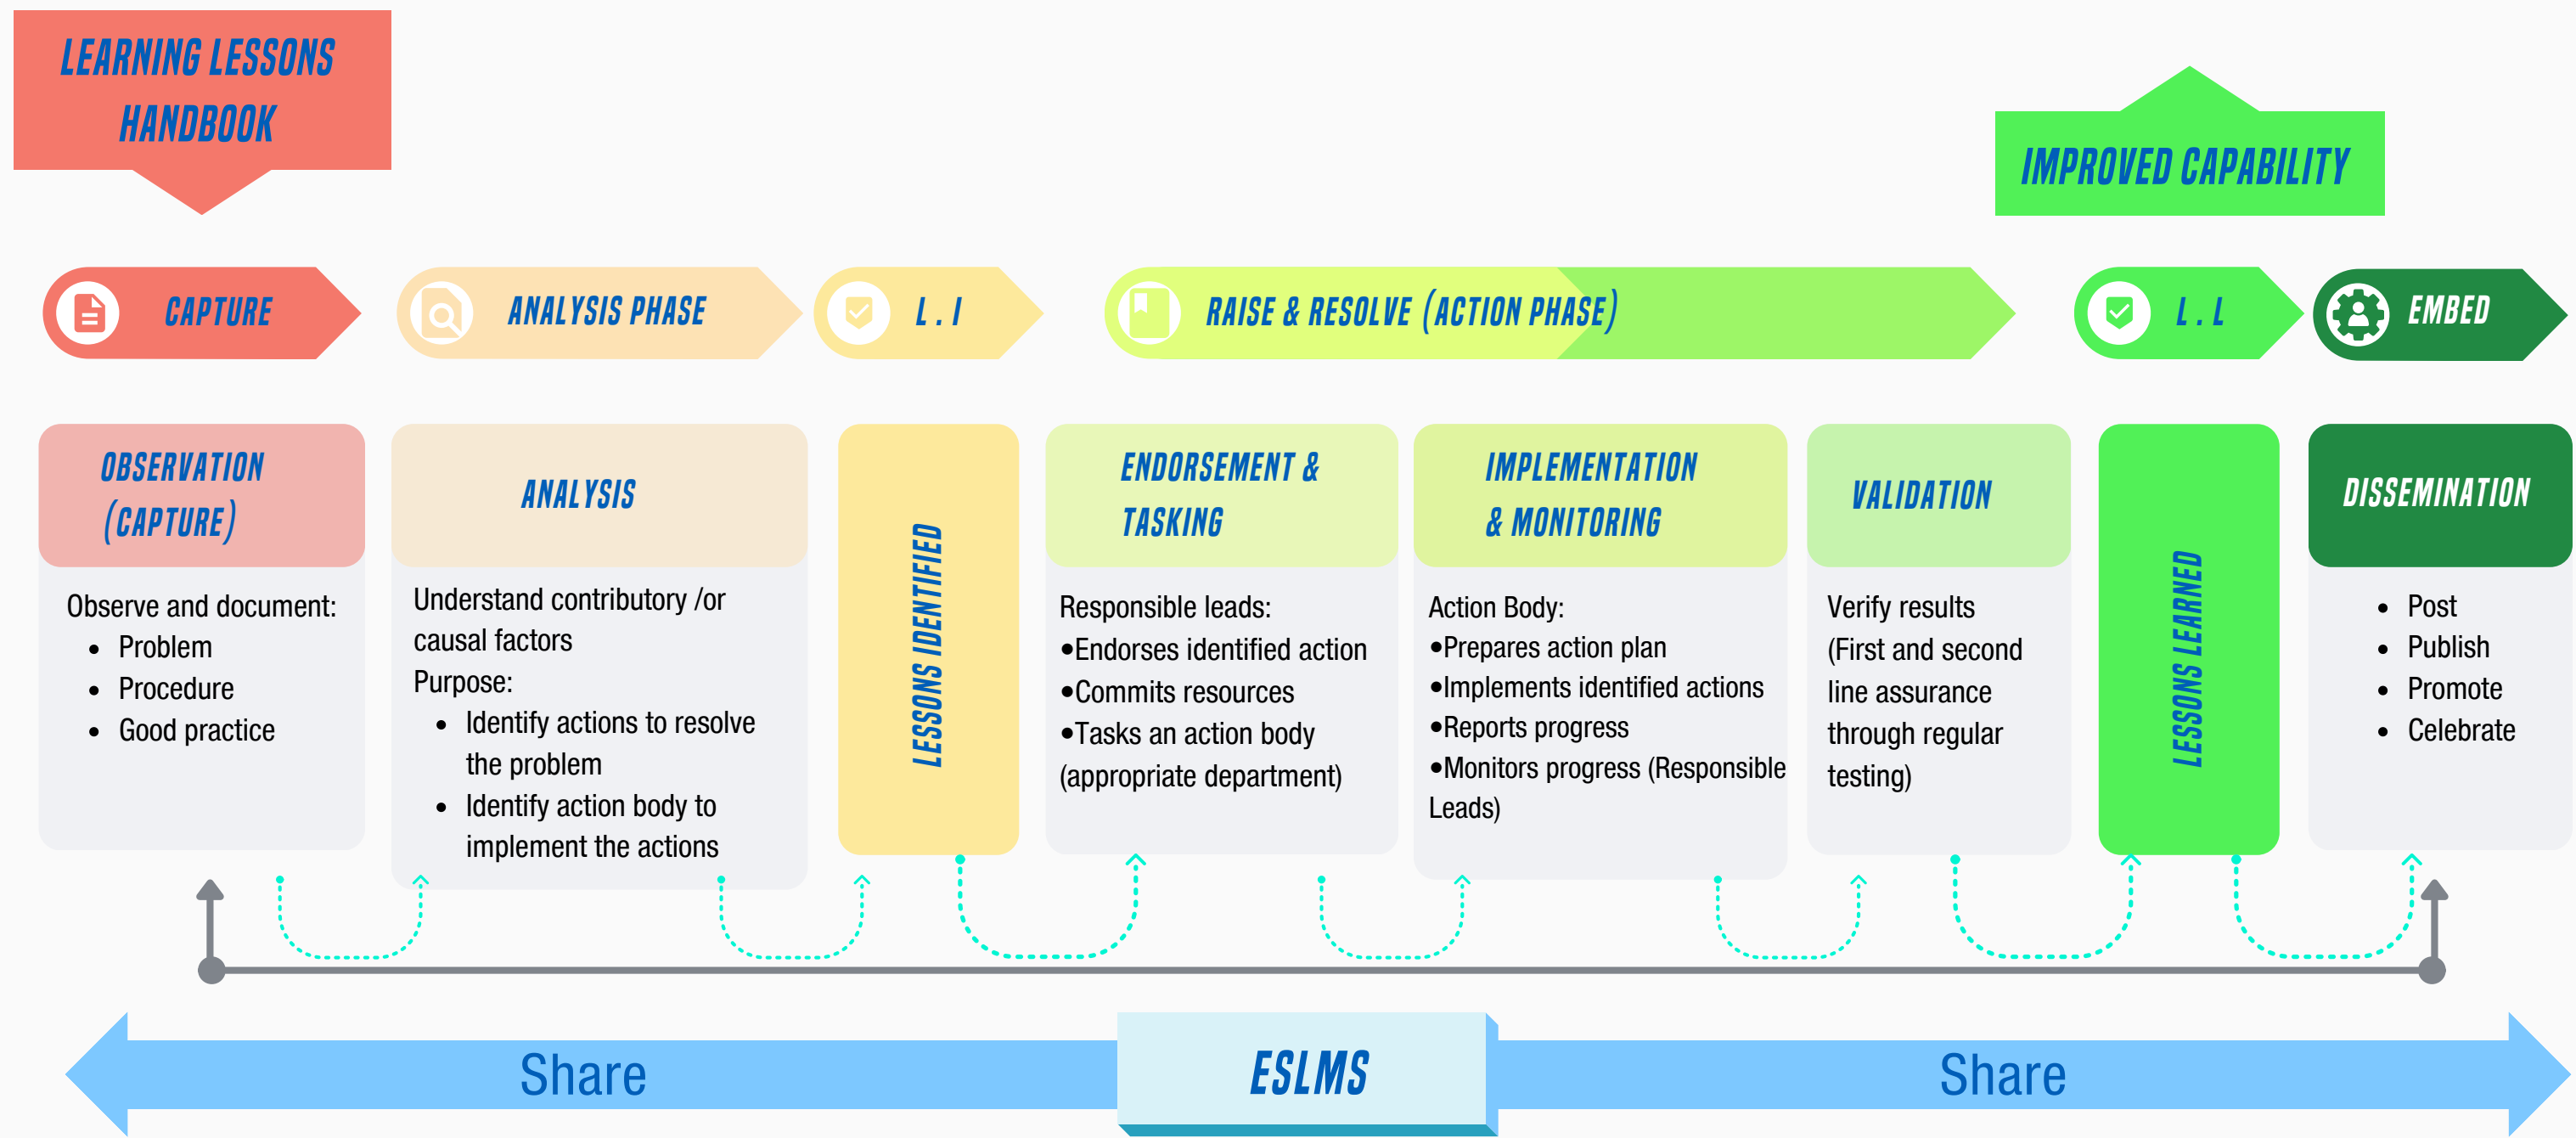 LEARNING LESSONS
HANDBOOK
IMPROVED CAPABILITY
CAPTURE
ANALYSIS PHASE
L . I
RAISE & RESOLVE (ACTION PHASE)
L . L
EMBED
OBSERVATION
(CAPTURE)
Observe and document:
• Problem
• Procedure
• Good practice
ANALYSIS
Understand contributory /or
causal factors
Purpose:
• Identify actions to resolve
the problem
• Identify action body to
implement the actions
LESSONS IDENTIFIED
ENDORSEMENT &
TASKING
Responsible leads:
•Endorses identified action
•Commits resources
•Tasks an action body
(appropriate department)
IMPLEMENTATION
& MONITORING
Action Body:
•Prepares action plan
•Implements identified actions
•Reports progress
•Monitors progress (Responsible
Leads)
VALIDATION
Verify results
(First and second
line assurance
through regular
testing)
LESSONS LEARNED
DISSEMINATION
• Post
• Publish
• Promote
• Celebrate
Share
ESLMS
Share